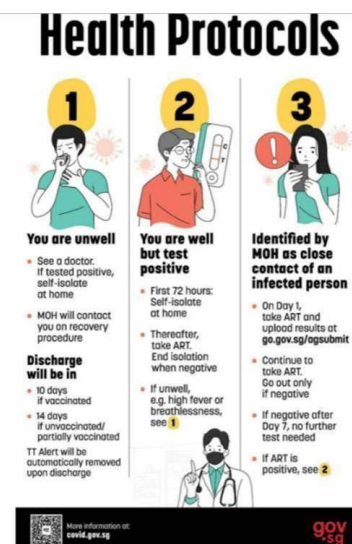 Health Protocols
1
You are unwell
See a doctor.
If tested positive,
self-isolate
at home
MOH will contact
you on recovery
procedure
Discharge
will be in
10 days
if vaccinated
14 days
if unvaccinated/
partially vaccinated
TT Alert will be
automatically removed
upon discharge
2
C
T
You are well
but test
positive
First 72 hours:
Self-isolate
at home
Thereafter,
take ART.
End isolation
when negative
If unwell,
e.g. high fever or
breathlessness,
see 1
3
Identified by
MOH as close
contact of an
infected person
On Day 1,
take ART and
upload results at
go.gov.sg/agsubmit
Continue to
take ART.
Go out only
if negative
If negative after
Day 7, no further
test needed
If ART is
positive, see 2
More information at:
covid.gov.sg
gov
.sg